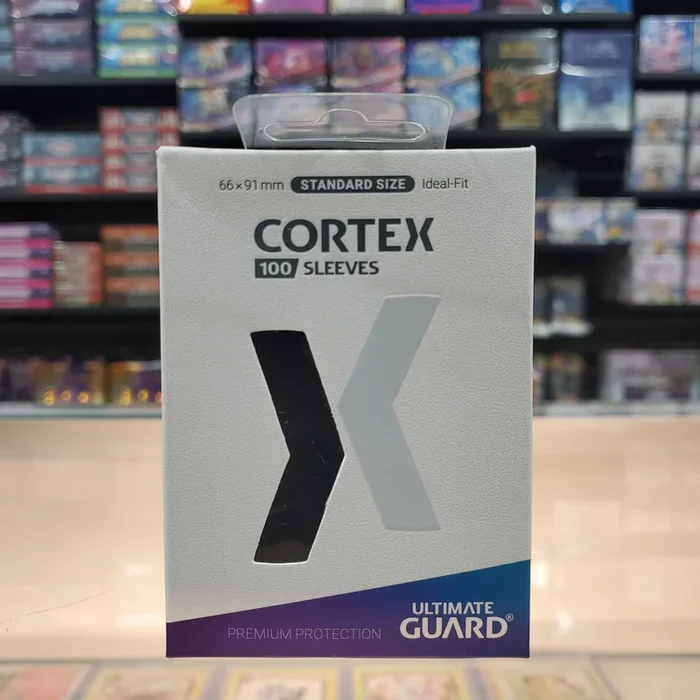 66×91 mm STANDARD SIZE Ideal-Fit
CORTEX
100 SLEEVES
PREMIUM PROTECTION
ULTIMATE
GUARD®